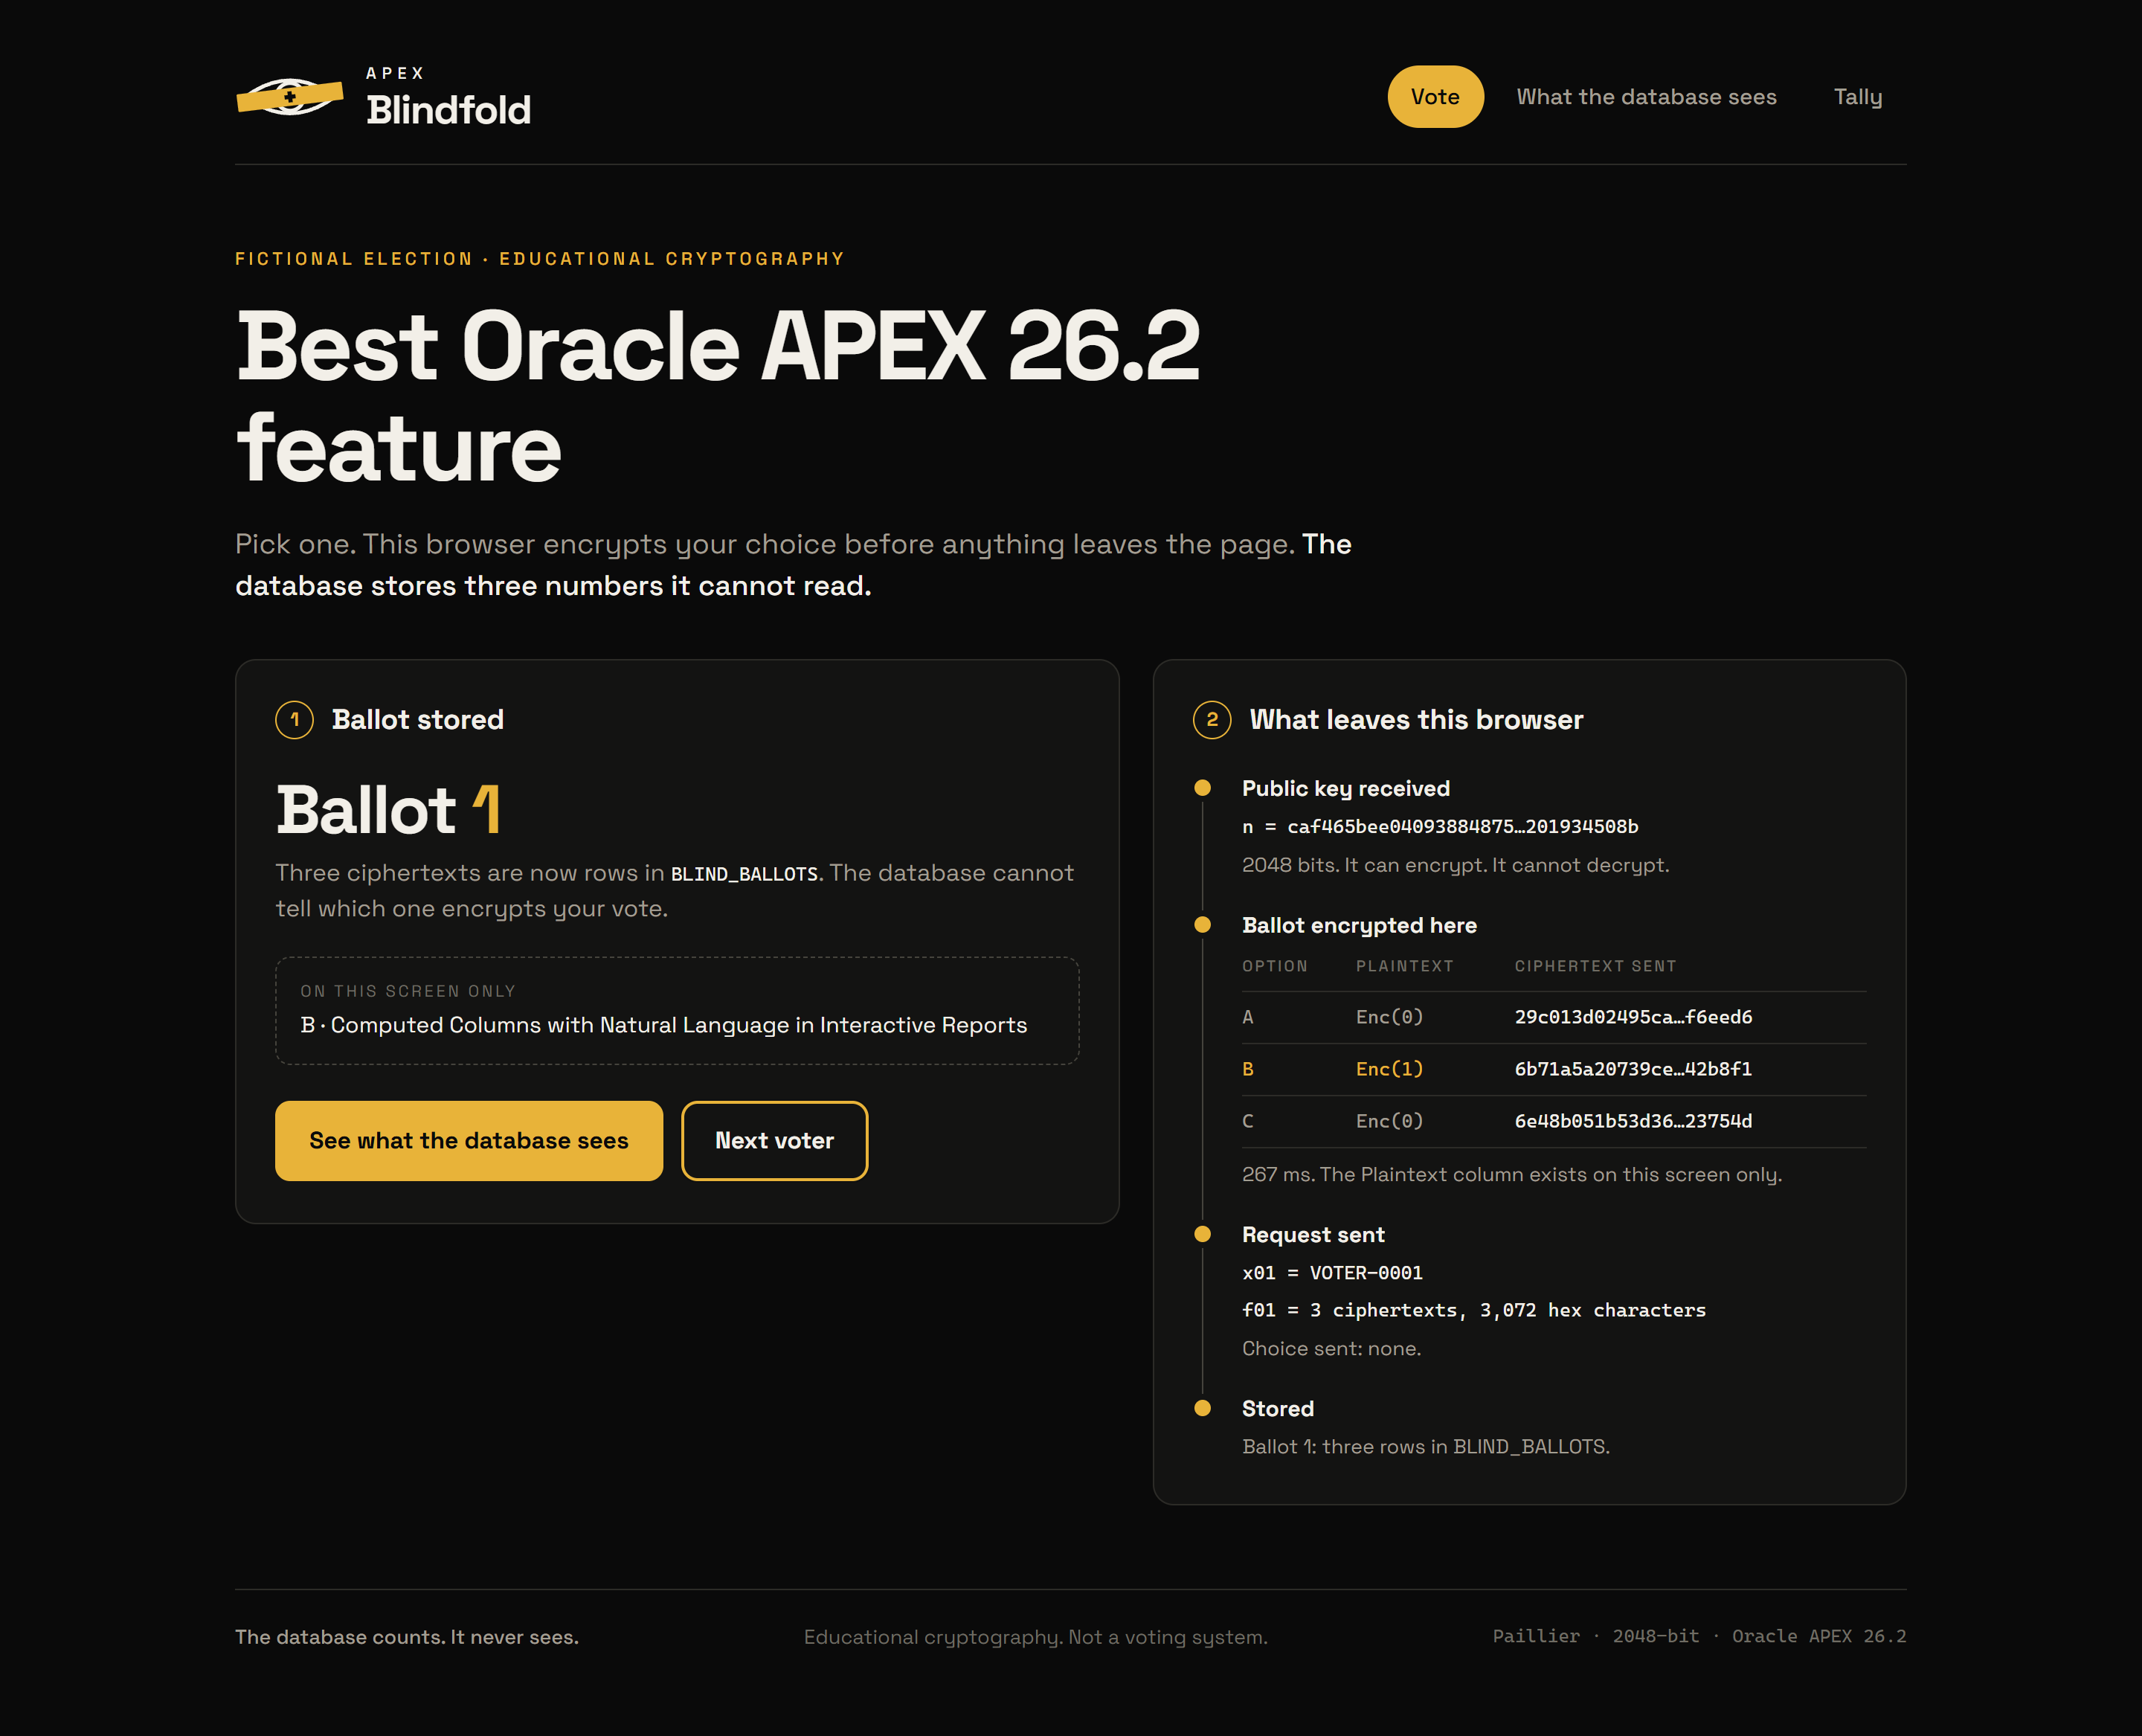 APEX
Blindfold
Vote
What the database sees
Tally
FICTIONAL ELECTION · EDUCATIONAL CRYPTOGRAPHY
Best Oracle APEX 26.2
feature
Pick one. This browser encrypts your choice before anything leaves the page. The
database stores three numbers it cannot read.
1 Ballot stored
Ballot 1
Three ciphertexts are now rows in BLIND_BALLOTS. The database cannot
tell which one encrypts your vote.
ON THIS SCREEN ONLY
B · Computed Columns with Natural Language in Interactive Reports
See what the database sees
Next voter
2 What leaves this browser
Public key received
n = caf465bee04093884875…201934508b
2048 bits. It can encrypt. It cannot decrypt.
Ballot encrypted here
OPTION PLAINTEXT CIPHERTEXT SENT
A Enc(0) 29c013d02495ca…f6eed6
B Enc(1) 6b71a5a20739ce…42b8f1
C Enc(0) 6e48b051b53d36…23754d
267 ms. The Plaintext column exists on this screen only.
Request sent
x01 = VOTER-0001
f01 = 3 ciphertexts, 3,072 hex characters
Choice sent: none.
Stored
Ballot 1: three rows in BLIND_BALLOTS.
The database counts. It never sees.
Educational cryptography. Not a voting system.
Paillier · 2048-bit · Oracle APEX 26.2